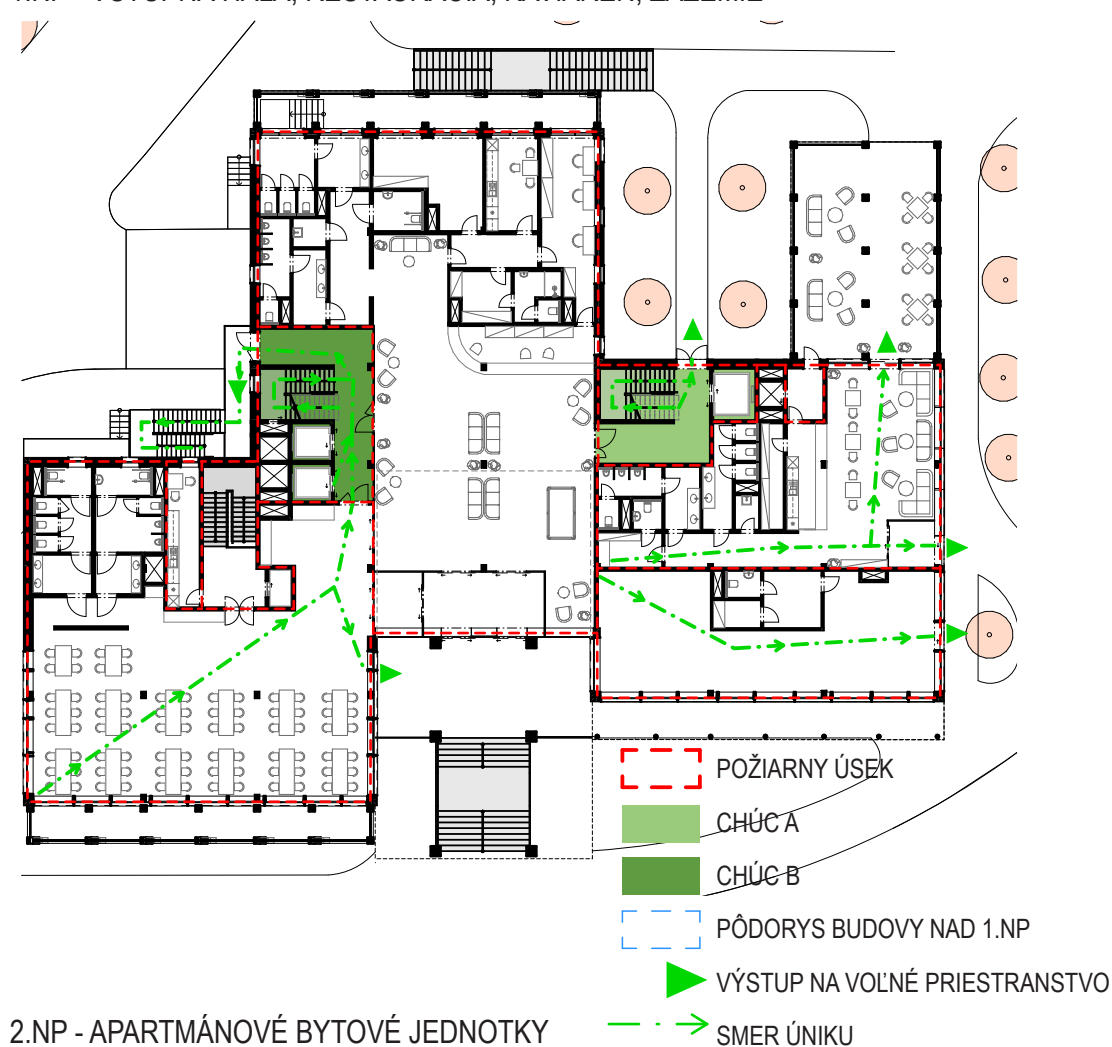 POŽIARNY ÚSEK
CHÚC A
CHÚC B
PÔDORYS BUDOVY NAD 1.NP
VÝSTUP NA VOĽNÉ PRIESTRANSTVO
SMER ÚNIKU
2.NP - APARTMÁNOVÉ BYTOVÉ JEDNOTKY